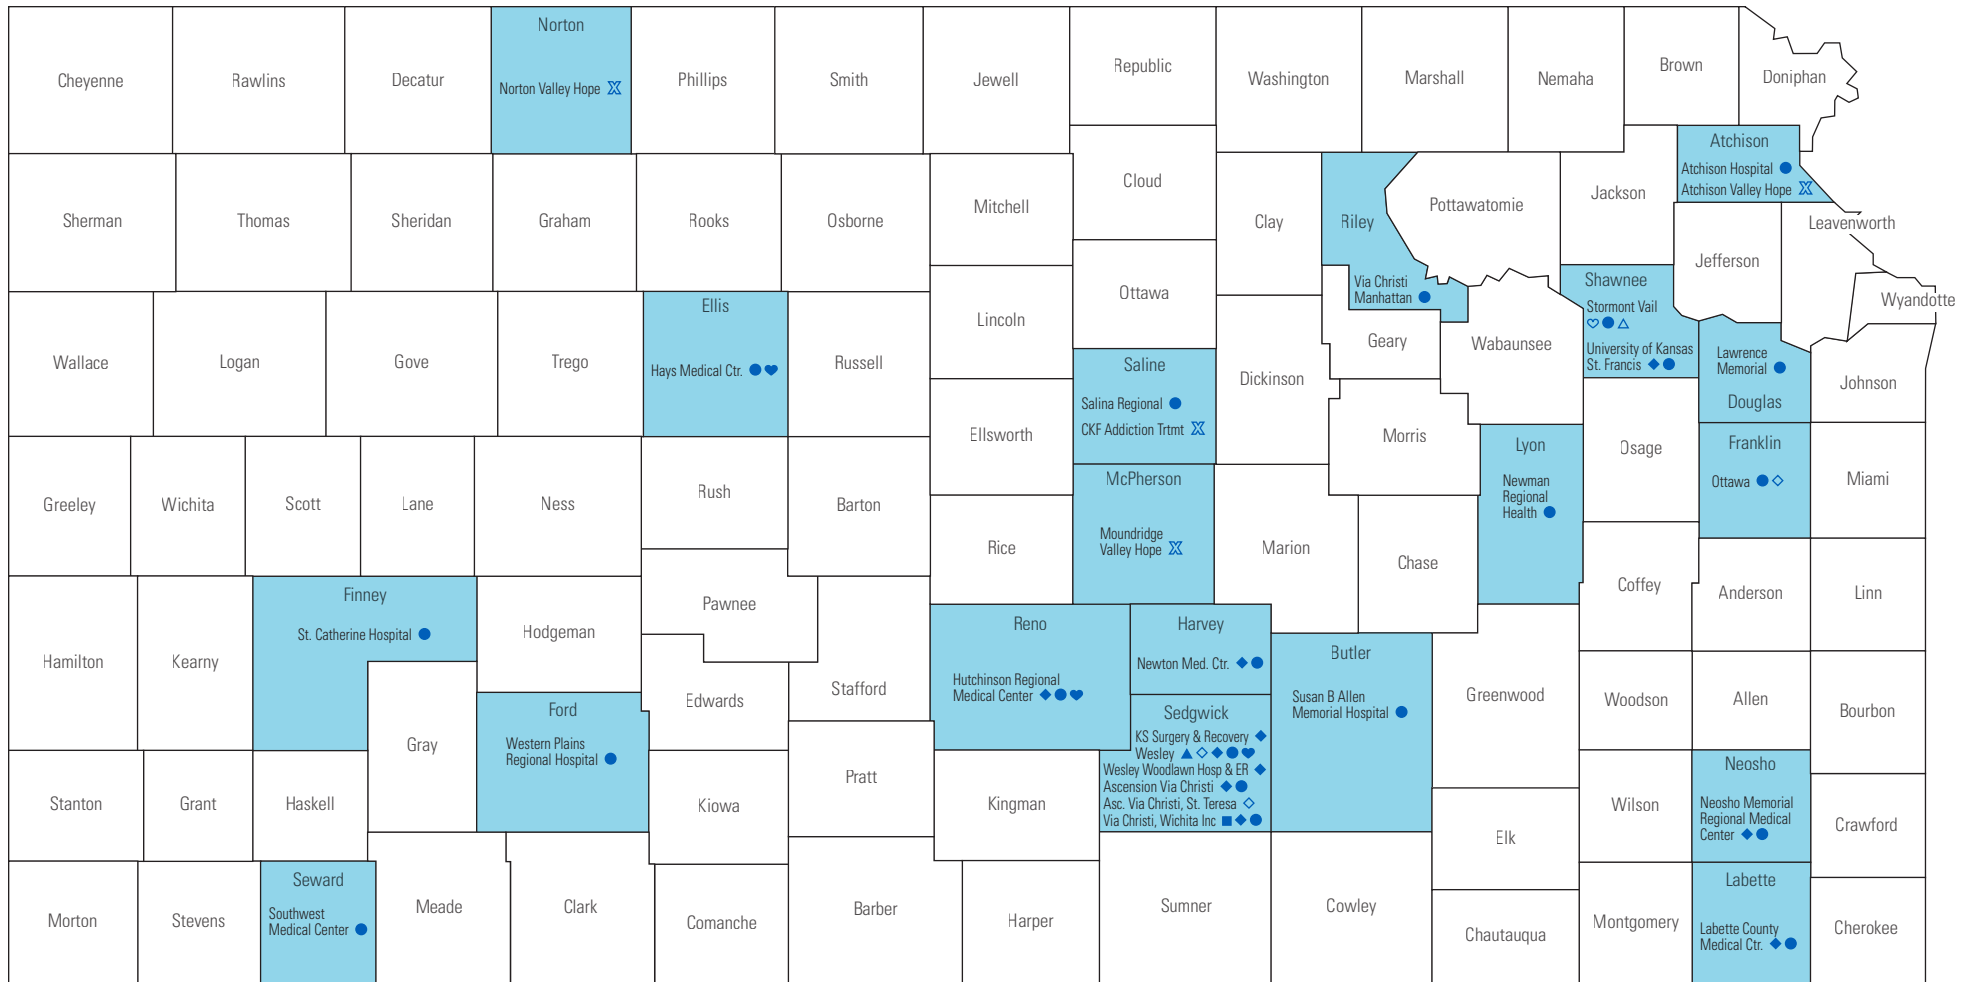 Cheyenne
Rawlins
Decatur
Norton
Norton Valley Hope
Phillips
Smith
Jewell
Republic
Washington
Marshall
Nemaha
Brown
Doniphan
Atchison
Atchison Hospital
Atchison Valley Hope
Sherman
Thomas
Sheridan
Graham
Rooks
Osborne
Mitchell
Cloud
Clay
Riley
Via Christi
Manhattan
Pottawatomie
Jackson
Jefferson
Leavenworth
Wyandotte
Wallace
Logan
Gove
Trego
Ellis
Hays Medical Ctr.
Russell
Lincoln
Ottawa
Saline
Salina Regional
CKF Addiction Trtmt
Dickinson
Geary
Wabaunsee
Shawnee
Stormont Vail
University of Kansas
St. Francis
Lawrence
Memorial
Douglas
Johnson
Greeley
Wichita
Scott
Lane
Ness
Rush
Barton
Ellsworth
Rice
McPherson
Moundridge
Valley Hope
Marion
Morris
Chase
Lyon
Newman
Regional
Health
Osage
Franklin
Ottawa
Miami
Hamilton
Kearny
Finney
St. Catherine Hospital
Hodgeman
Pawnee
Edwards
Stafford
Reno
Hutchinson Regional
Medical Center
Harvey
Newton Med. Ctr.
Butler
Susan B Allen
Memorial Hospital
Greenwood
Coffey
Anderson
Linn
Woodson
Allen
Bourbon
Gray
Ford
Western Plains
Regional Hospital
Sedgwick
KS Surgery & Recovery
Wesley
Wesley Woodlawn Hosp & ER
Ascension Via Christi
Asc. Via Christi, St. Teresa
Via Christi, Wichita Inc
Stanton
Grant
Haskell
Kiowa
Pratt
Kingman
Elk
Wilson
Neosho
Neosho Memorial
Regional Medical
Center
Crawford
Morton
Stevens
Seward
Southwest
Medical Center
Meade
Clark
Comanche
Barber
Harper
Sumner
Cowley
Chautauqua
Montgomery
Labette
Labette County
Medical Ctr.
Cherokee